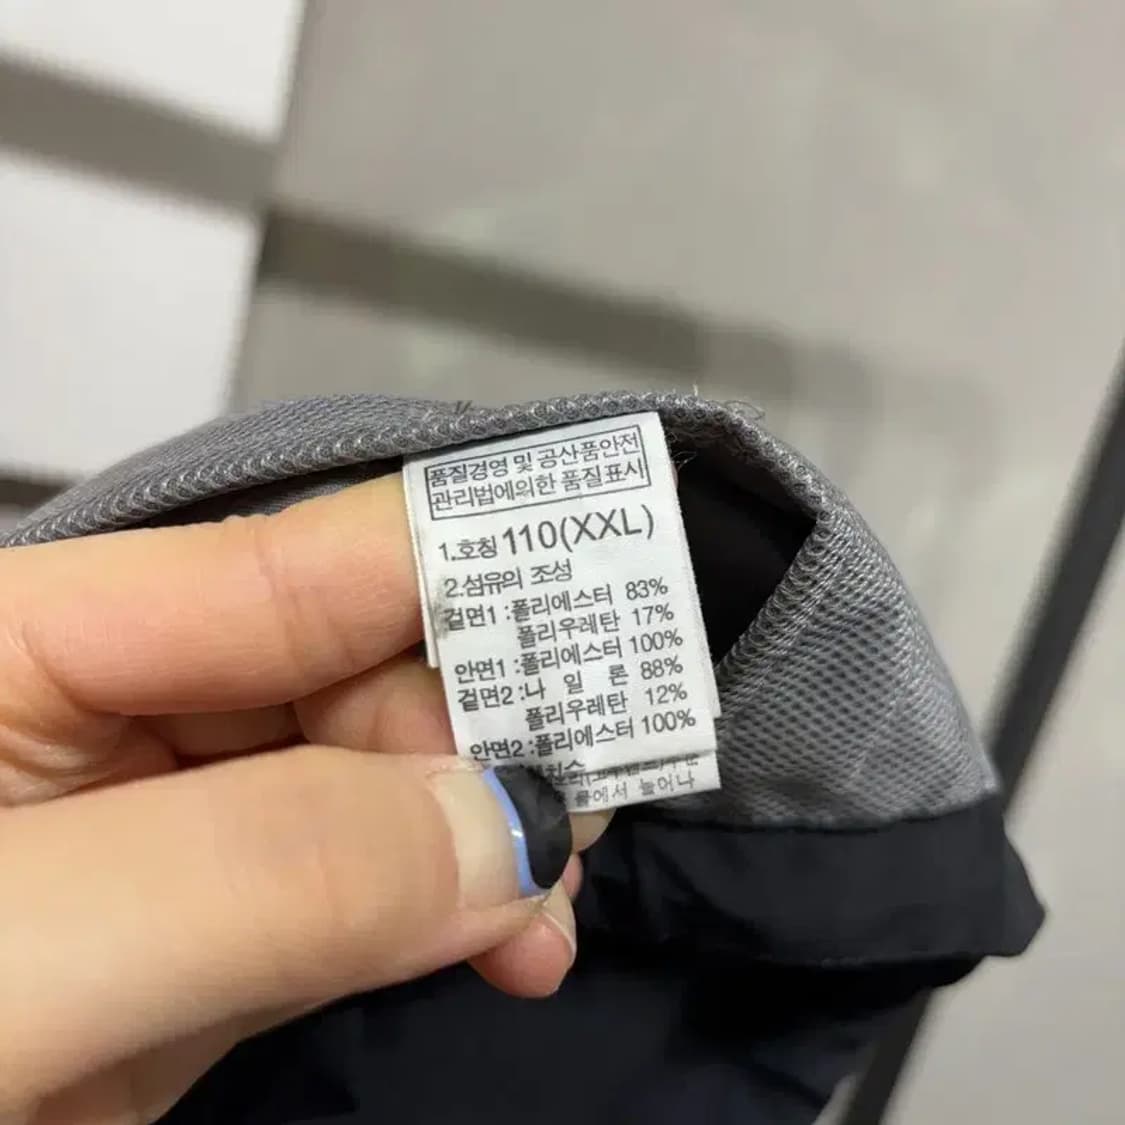 품질경영 및 공산품안전
관리법에의한 품질표시
1.호칭 110(XXL)
2.섬유의 조성
겉면1 :폴리에스터 83%
폴리우레탄 17%
안면1 :폴리에스터 100%
겉면2 :나 일 론 88%
폴리우레탄 12%
안면2 :폴리에스터 100%
늘어나